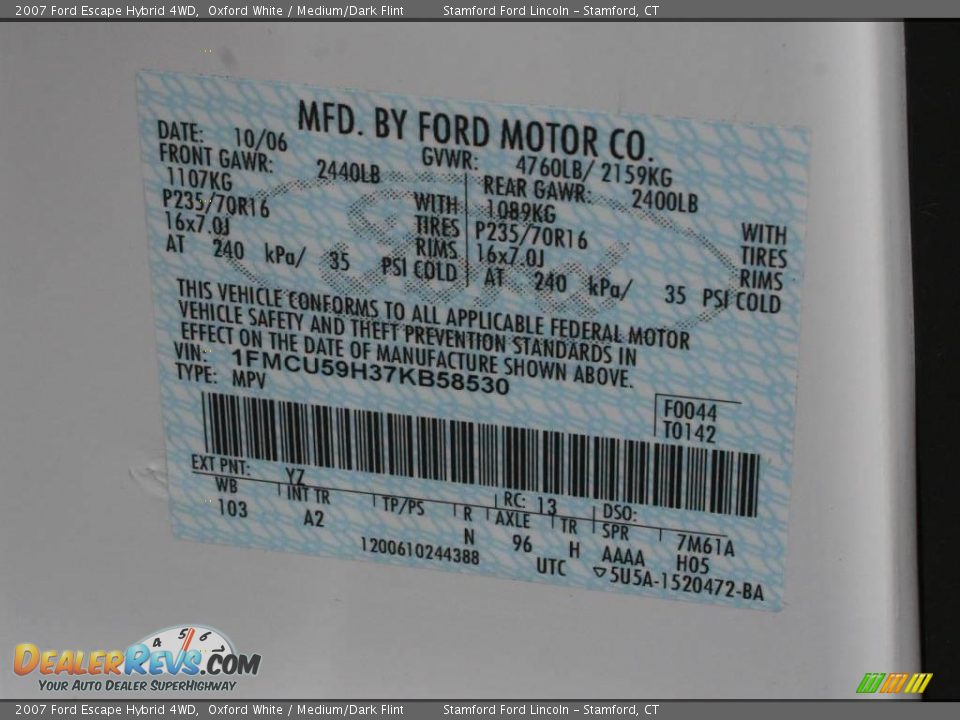 2007 Ford Escape Hybrid 4WD,  Oxford White / Medium/Dark Flint  Stamford Ford Lincoln – Stamford, CT
MFD. BY FORD MOTOR CO.
DATE: 10/06 GVWR: 4760LB/ 2159KG
FRONT GAWR: 2440LB REAR GAWR: 2400LB
1107KG WITH 1089KG WITH
P235/70R16 TIRES P235/70R16 TIRES
16x7.0J RIMS 16x7.0J RIMS
AT 240 kPa/ 35 PSI COLD AT 240 kPa/ 35 PSI COLD
THIS VEHICLE CONFORMS TO ALL APPLICABLE FEDERAL MOTOR
VEHICLE SAFETY AND THEFT PREVENTION STANDARDS IN
EFFECT ON THE DATE OF MANUFACTURE SHOWN ABOVE.
VIN: 1FMCU59H37KB58530
TYPE: MPV
F0044
T0142
EXT PNT: YZ RC: 13 DSO:
WB INT TR TP/PS R AXLE TR SPR 7M61A
103 A2 N 96 H AAAA H05
1200610244388 UTC ▽5U5A-1520472-BA
4 5 6 7
DEALERREVS.COM
YOUR AUTO DEALER SUPERHIGHWAY
2007 Ford Escape Hybrid 4WD,  Oxford White / Medium/Dark Flint  Stamford Ford Lincoln – Stamford, CT